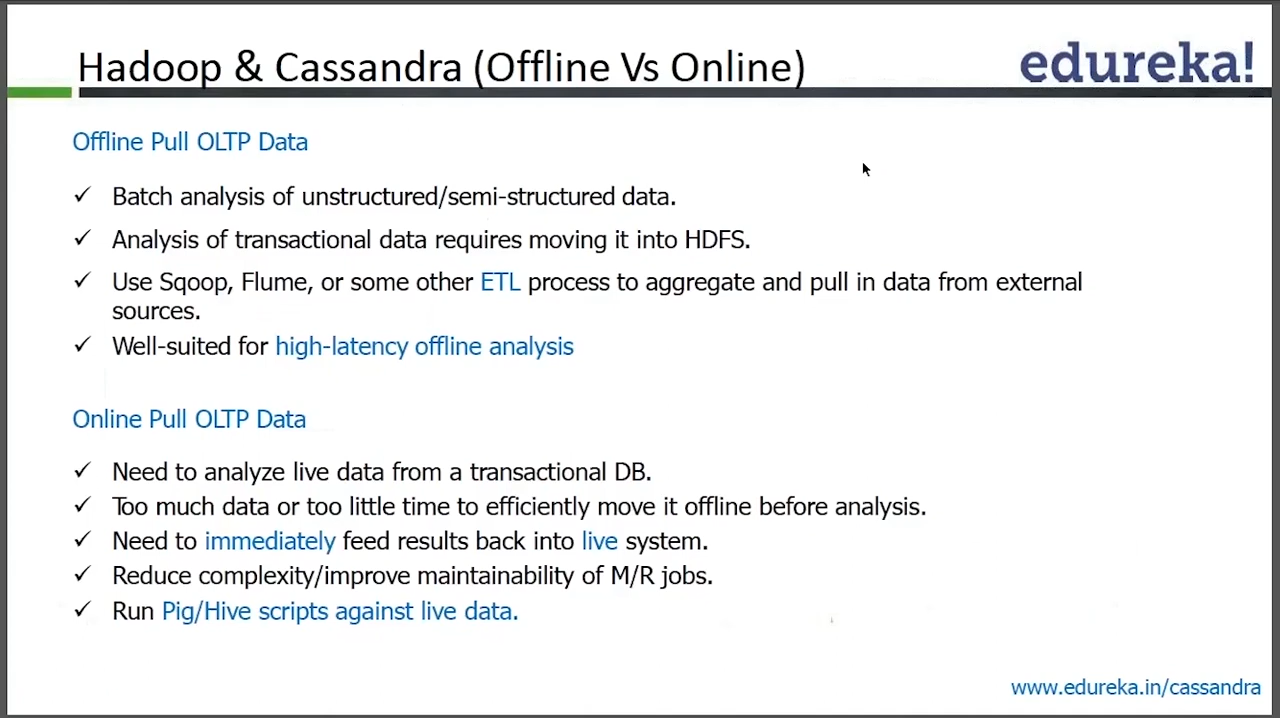 Hadoop & Cassandra (Offline Vs Online)
edureka!
Offline Pull OLTP Data
✓ Batch analysis of unstructured/semi-structured data.
✓ Analysis of transactional data requires moving it into HDFS.
✓ Use Sqoop, Flume, or some other ETL process to aggregate and pull in data from external
sources.
✓ Well-suited for high-latency offline analysis
Online Pull OLTP Data
✓ Need to analyze live data from a transactional DB.
✓ Too much data or too little time to efficiently move it offline before analysis.
✓ Need to immediately feed results back into live system.
✓ Reduce complexity/improve maintainability of M/R jobs.
✓ Run Pig/Hive scripts against live data.
www.edureka.in/cassandra